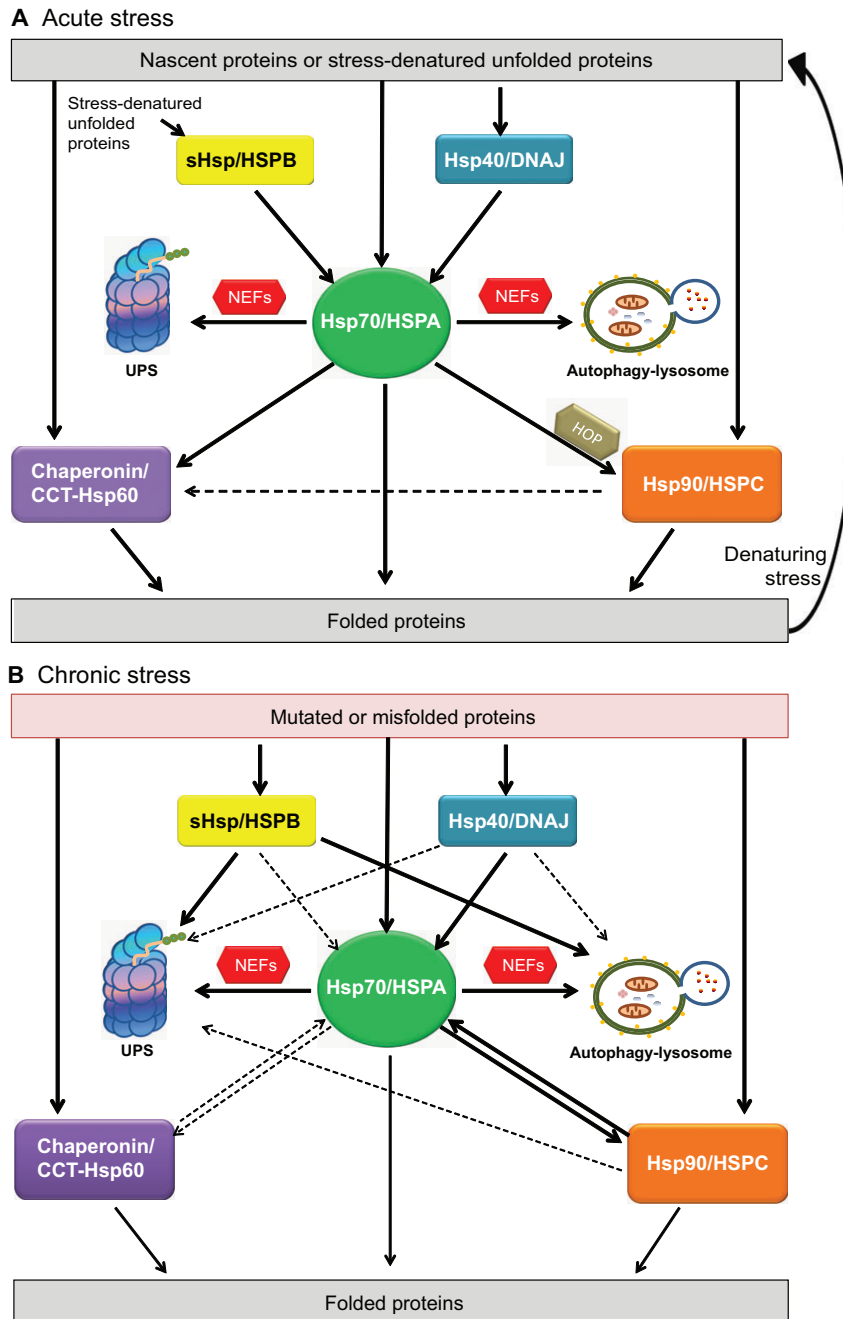 A Acute stress
Nascent proteins or stress-denatured unfolded proteins
Stress-denatured
unfolded
proteins
sHsp/HSPB
Hsp40/DNAJ
NEFs
NEFs
Hsp70/HSPA
UPS
Autophagy-lysosome
HOP
Chaperonin/
CCT-Hsp60
Hsp90/HSPC
Denaturing
stress
Folded proteins
B Chronic stress
Mutated or misfolded proteins
sHsp/HSPB
Hsp40/DNAJ
NEFs
NEFs
Hsp70/HSPA
UPS
Autophagy-lysosome
Chaperonin/
CCT-Hsp60
Hsp90/HSPC
Folded proteins